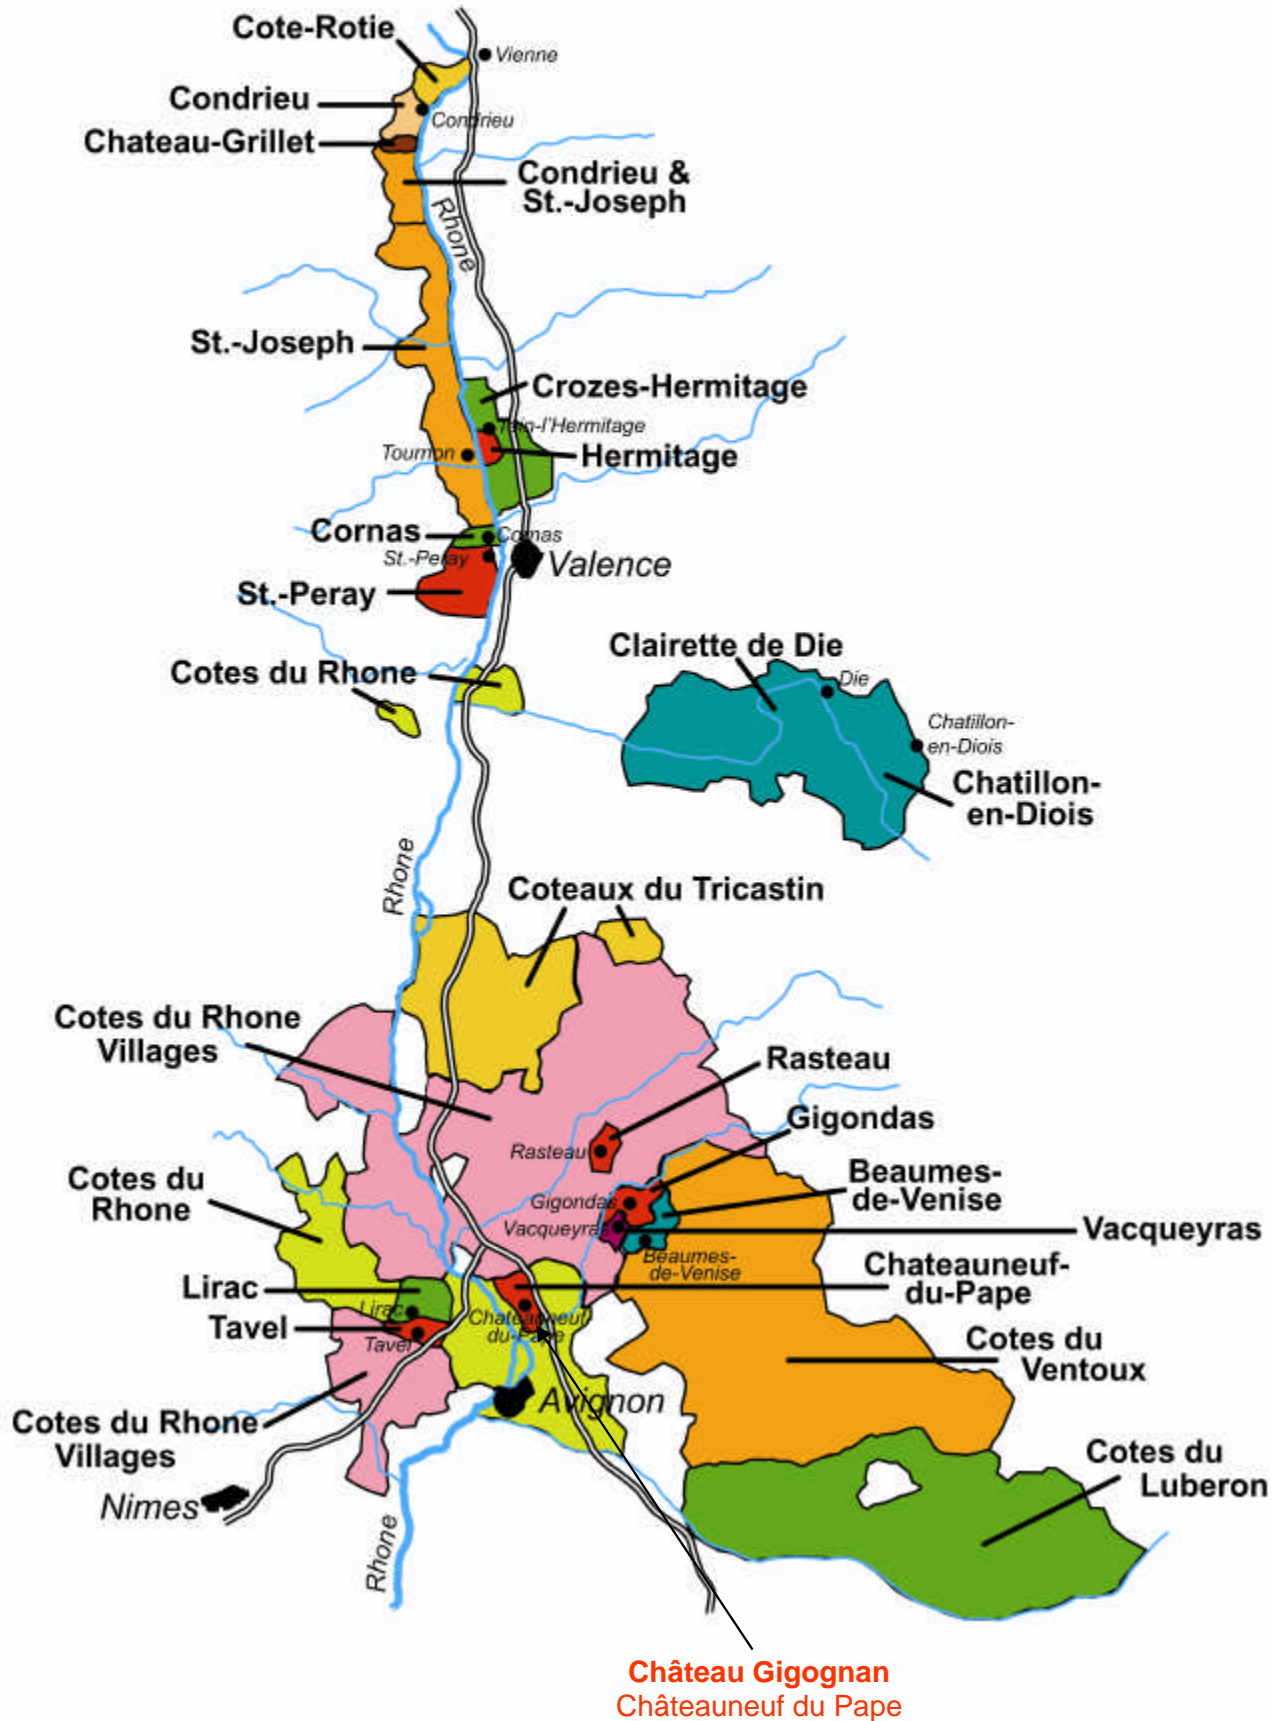 Cote-Rotie
Vienne
Condrieu
Condrieu
Chateau-Grillet
Condrieu &
St.-Joseph
Rhone
St.-Joseph
Crozes-Hermitage
Tain-l'Hermitage
Tournon
Hermitage
Cornas
Cornas
St.-Peray
Valence
St.-Peray
Clairette de Die
Cotes du Rhone
Die
Chatillon-
en-Diois
Chatillon-
en-Diois
Rhone
Coteaux du Tricastin
Cotes du Rhone
Villages
Rasteau
Gigondas
Rasteau
Beaumes-
de-Venise
Cotes du
Rhone
Gigondas
Vacqueyras
Vacqueyras
Beaumes-
de-Venise
Chateauneuf-
du-Pape
Lirac
Lirac
Tavel
Tavel
Chateauneuf-
du-Pape
Cotes du
Ventoux
Avignon
Cotes du Rhone
Villages
Cotes du
Luberon
Nimes
Rhone
Château Gigognan
Châteauneuf du Pape